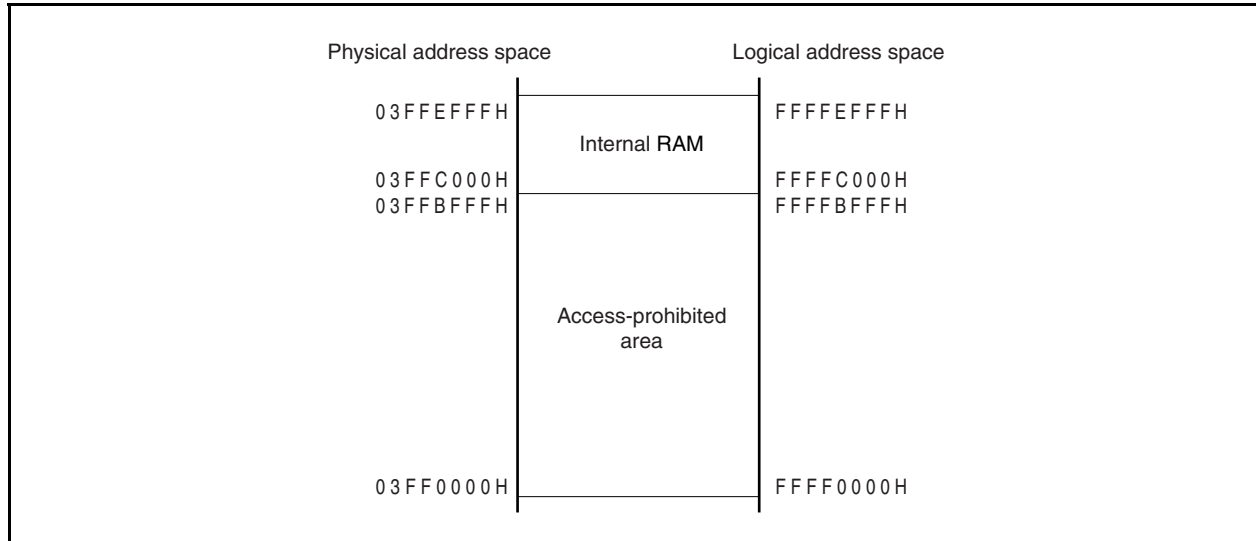 Physical address space
Logical address space
03FFEFFFH
FFFFEFFFH
Internal RAM
03FFC000H
FFFFC000H
03FFBFFFH
FFFFBFFFH
Access-prohibited
area
03FF0000H
FFFF0000H